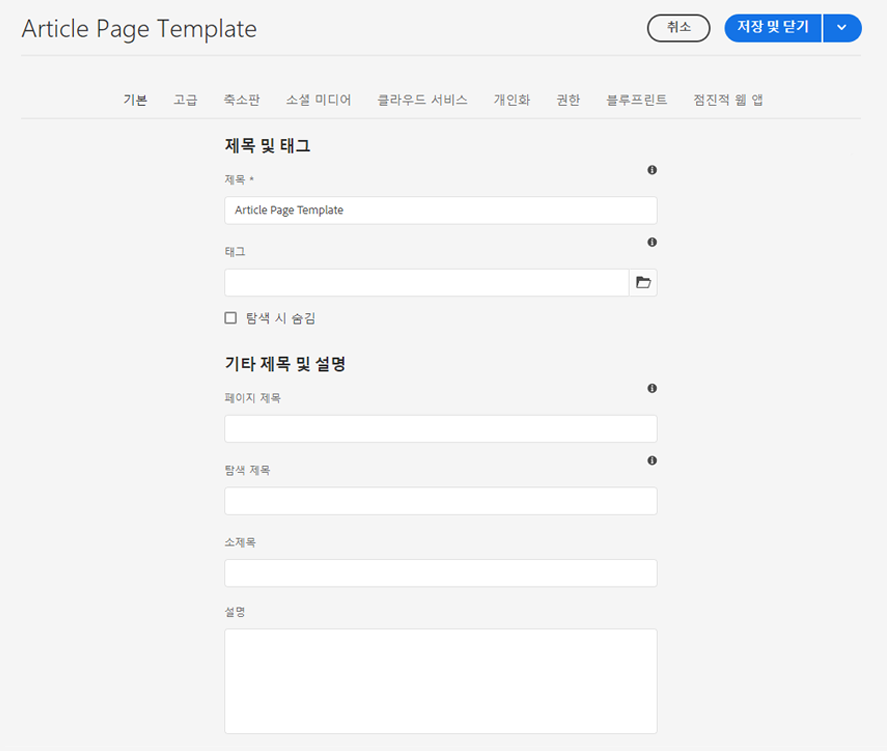 Article Page Template
취소
저장 및 닫기
기본 고급 축소판 소셜 미디어 클라우드 서비스 개인화 권한 블루프린트 점진적 웹 앱
제목 및 태그
제목 *
Article Page Template
태그
탐색 시 숨김
기타 제목 및 설명
페이지 제목
탐색 제목
소제목
설명